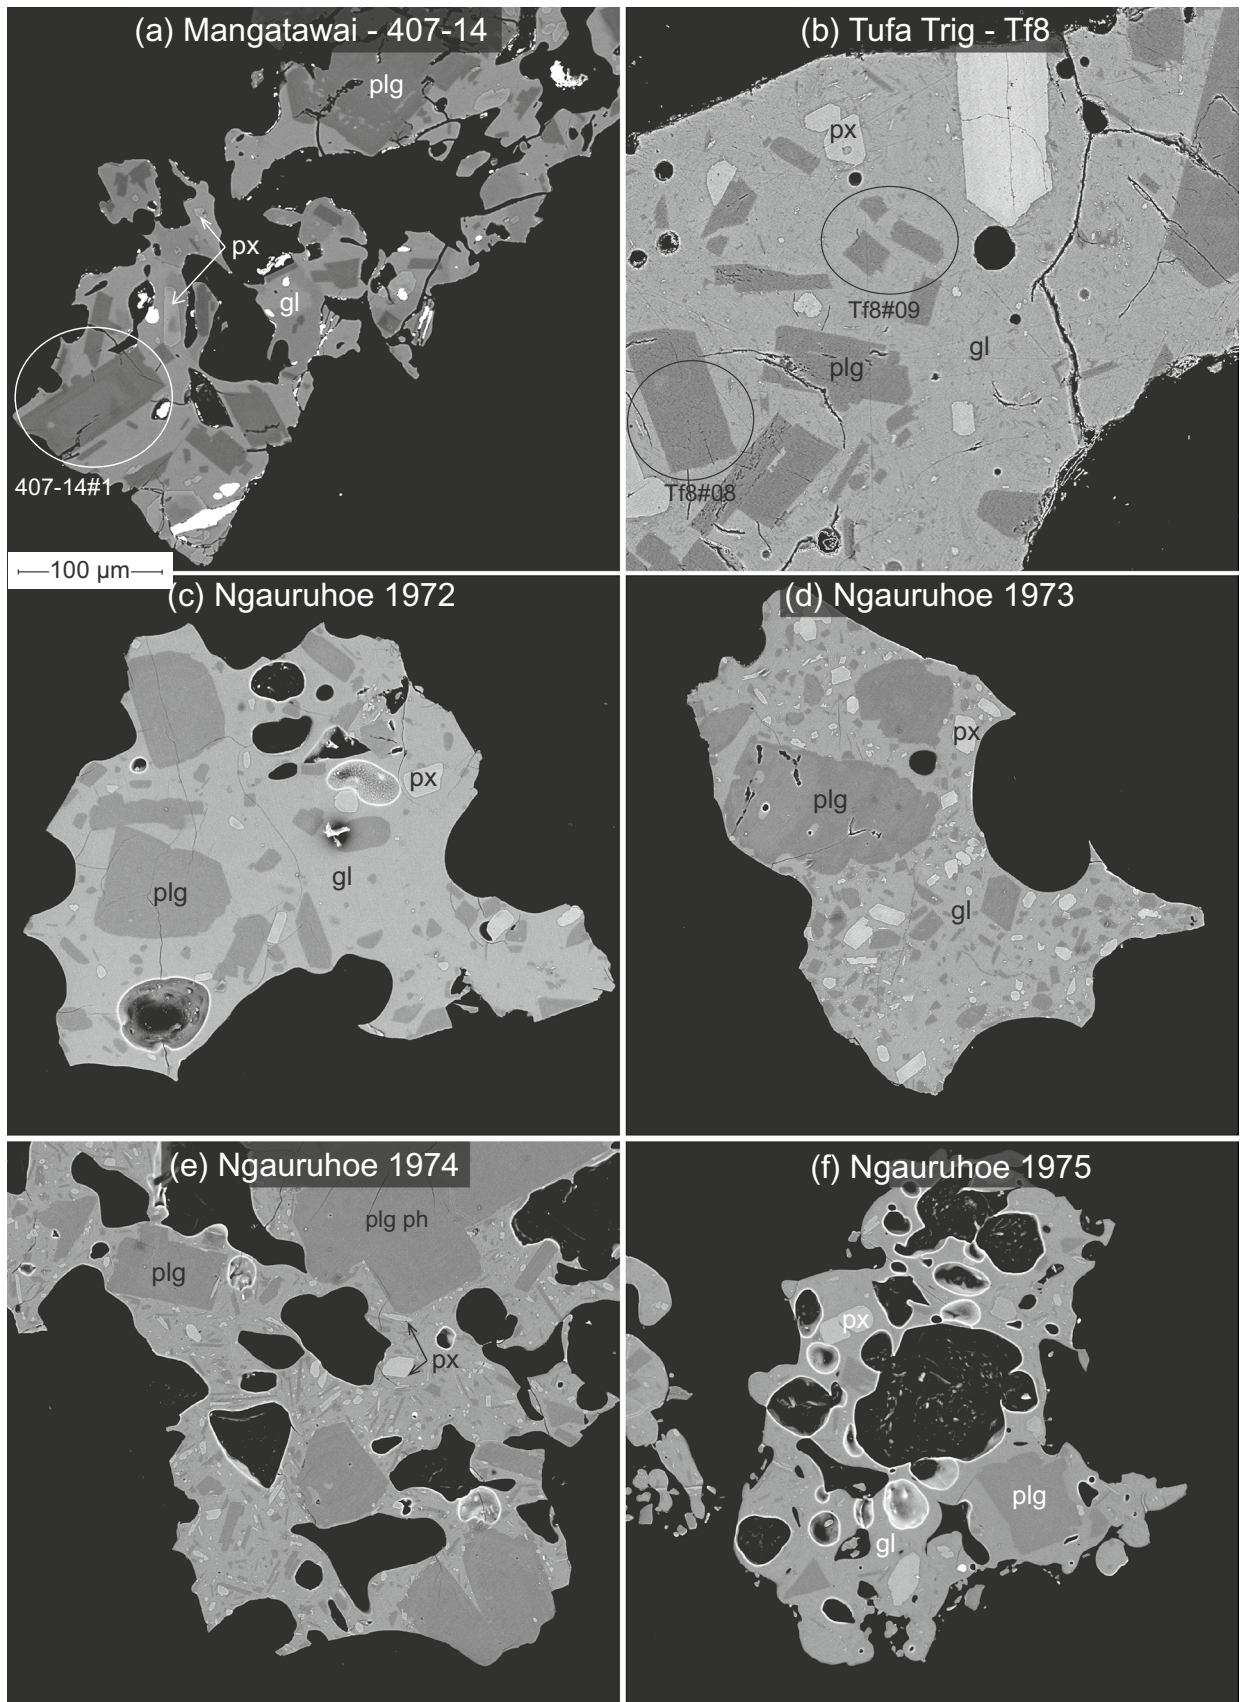 (a) Mangatawai - 407-14
plg
px
gl
407-14#1
100 µm
(b) Tufa Trig - Tf8
px
Tf8#09
gl
plg
Tf8#08
(c) Ngauruhoe 1972
px
gl
plg
(d) Ngauruhoe 1973
px
plg
gl
(e) Ngauruhoe 1974
plg ph
plg
px
(f) Ngauruhoe 1975
px
plg
gl